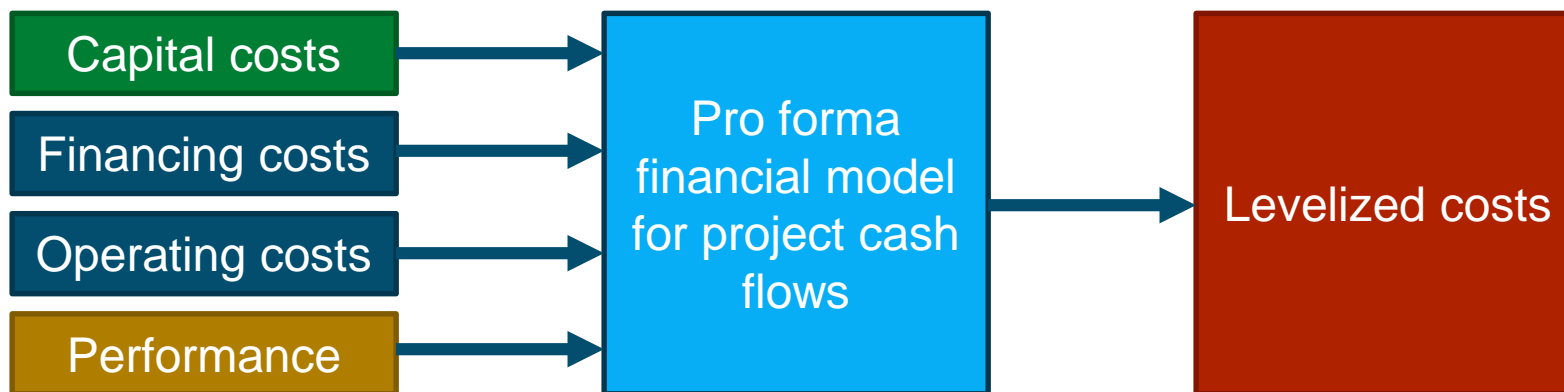 Capital costs
Financing costs
Operating costs
Performance
Pro forma
financial model
for project cash
flows
Levelized costs